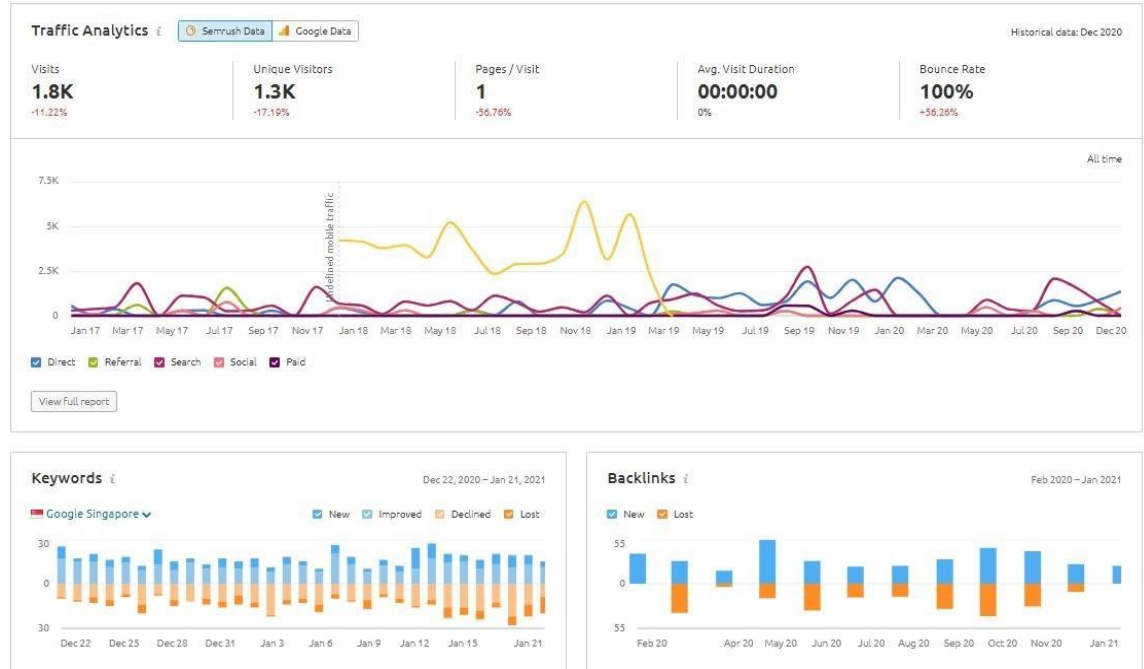 Traffic Analytics i Semrush Data Google Data Historical data: Dec 2020
Visits Unique Visitors Pages / Visit Avg. Visit Duration Bounce Rate
1.8K 1.3K 1 00:00:00 100%
-11.22% -17.19% -56.76% 0% +56.26%
All time
7.5K
5K
2.5K
0
Undefined mobile traffic
Jan 17 Mar 17 May 17 Jul 17 Sep 17 Nov 17 Jan 18 Mar 18 May 18 Jul 18 Sep 18 Nov 18 Jan 19 Mar 19 May 19 Jul 19 Sep 19 Nov 19 Jan 20 Mar 20 May 20 Jul 20 Sep 20 Dec 20
Direct Referral Search Social Paid
View full report
Keywords i Dec 22, 2020 – Jan 21, 2021
Google Singapore New Improved Declined Lost
30
0
30
Dec 22 Dec 25 Dec 28 Dec 31 Jan 3 Jan 6 Jan 9 Jan 12 Jan 15 Jan 21
Backlinks i Feb 2020 – Jan 2021
New Lost
55
0
55
Feb 20 Apr 20 May 20 Jun 20 Jul 20 Aug 20 Sep 20 Oct 20 Nov 20 Jan 21